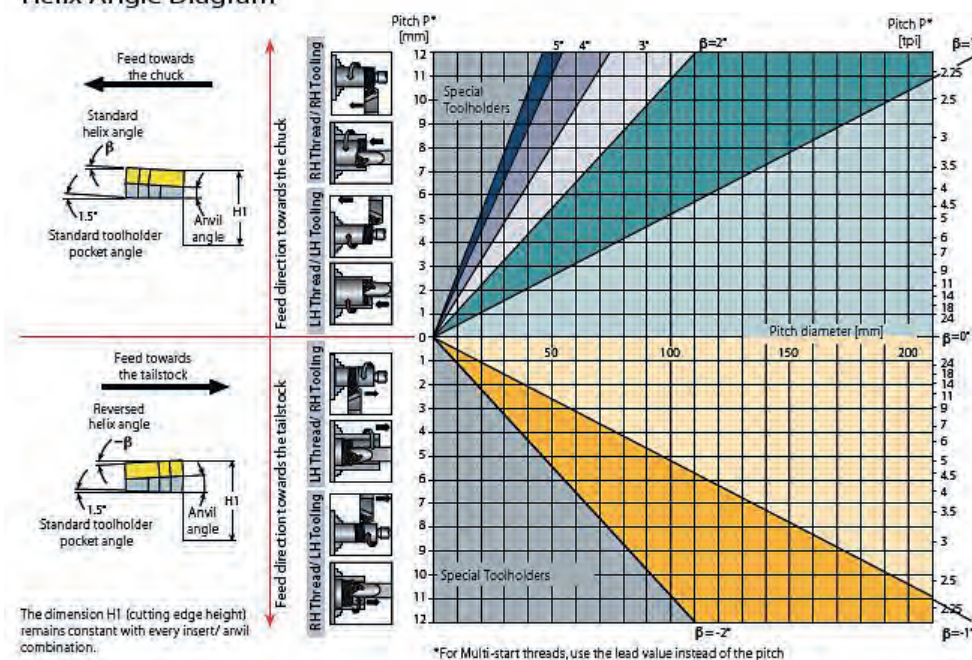 Helix Angle Diagram
Feed towards
the chuck
Standard
helix angle
β
1.5°
Standard toolholder
pocket angle
Anvil
angle
H1
Feed towards
the tailstock
Reversed
helix angle
-β
1.5°
Standard toolholder
pocket angle
Anvil
angle
H1
The dimension H1 (cutting edge height)
remains constant with every insert/ anvil
combination.
Feed direction towards the chuck
RH Thread/ RH Tooling
LH Thread/ LH Tooling
Feed direction towards the tailstock
LH Thread/ RH Tooling
RH Thread/ LH Tooling
Pitch P*
[mm]
12
11
10
9
8
7
6
5
4
3
2
1
0
1
2
3
4
5
6
7
8
9
10
11
12
5° 4° 3° β=2°
Special
Toolholders
Pitch diameter [mm]
50 100 150 200
Special Toolholders
β=-2°
Pitch P*
[tpi]
2.25
2.5
3
3.5
4
4.5
5
6
7
9
11
14
18
24
β=0°
24
18
14
11
9
7
6
5
4.5
4
3.5
3
2.5
2.25
β=-1°
*For Multi-start threads, use the lead value instead of the pitch